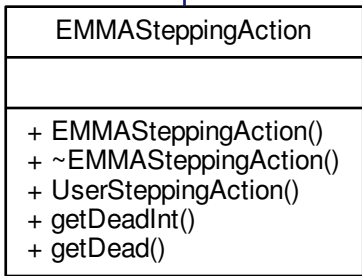 EMMASteppingAction
+ EMMASteppingAction()
+ ~EMMASteppingAction()
+ UserSteppingAction()
+ getDeadInt()
+ getDead()